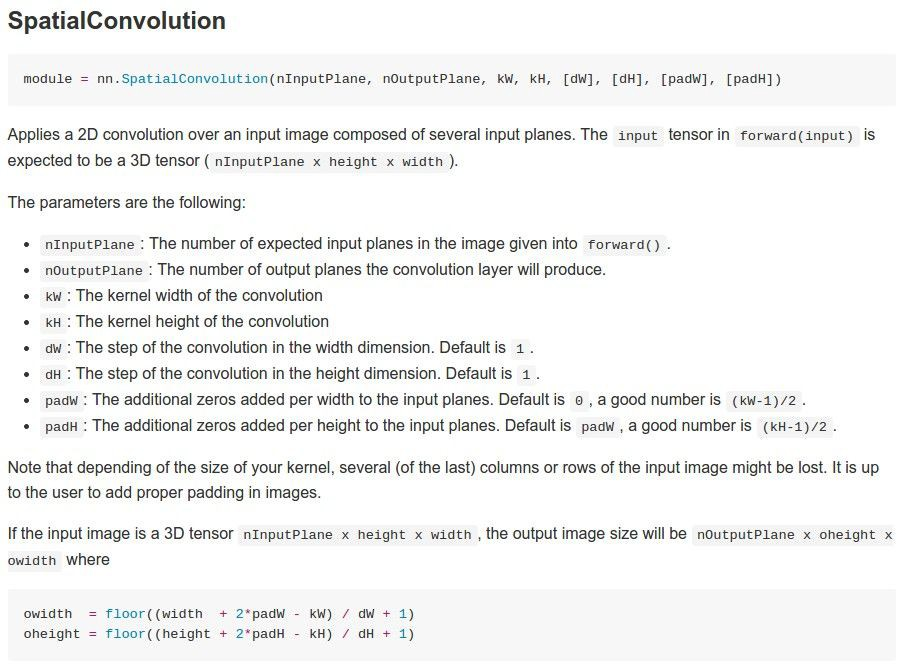 SpatialConvolution
module = nn.SpatialConvolution(nInputPlane, nOutputPlane, kW, kH, [dW], [dH], [padW], [padH])
Applies a 2D convolution over an input image composed of several input planes. The input tensor in forward(input) is
expected to be a 3D tensor ( nInputPlane x height x width ).
The parameters are the following:
• nInputPlane : The number of expected input planes in the image given into forward() .
• nOutputPlane : The number of output planes the convolution layer will produce.
• kW : The kernel width of the convolution
• kH : The kernel height of the convolution
• dW : The step of the convolution in the width dimension. Default is 1 .
• dH : The step of the convolution in the height dimension. Default is 1 .
• padW : The additional zeros added per width to the input planes. Default is 0 , a good number is (kW-1)/2 .
• padH : The additional zeros added per height to the input planes. Default is padW , a good number is (kH-1)/2 .
Note that depending of the size of your kernel, several (of the last) columns or rows of the input image might be lost. It is up
to the user to add proper padding in images.
If the input image is a 3D tensor nInputPlane x height x width , the output image size will be nOutputPlane x oheight x
owidth where
owidth  = floor((width  + 2*padW - kW) / dW + 1)
oheight = floor((height + 2*padH - kH) / dH + 1)